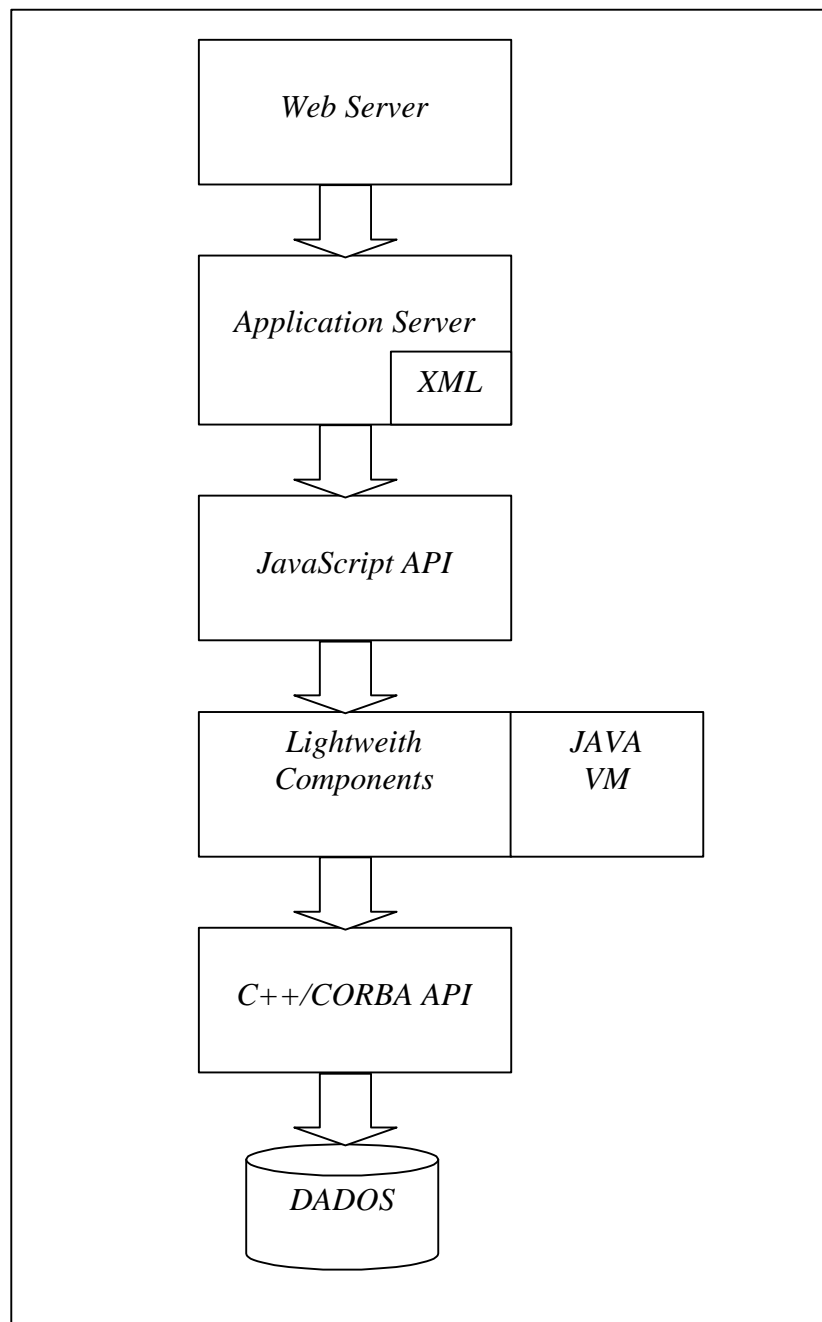 Web Server
Application Server
XML
JavaScript API
Lightweith
Components
JAVA
VM
C++/CORBA API
DADOS